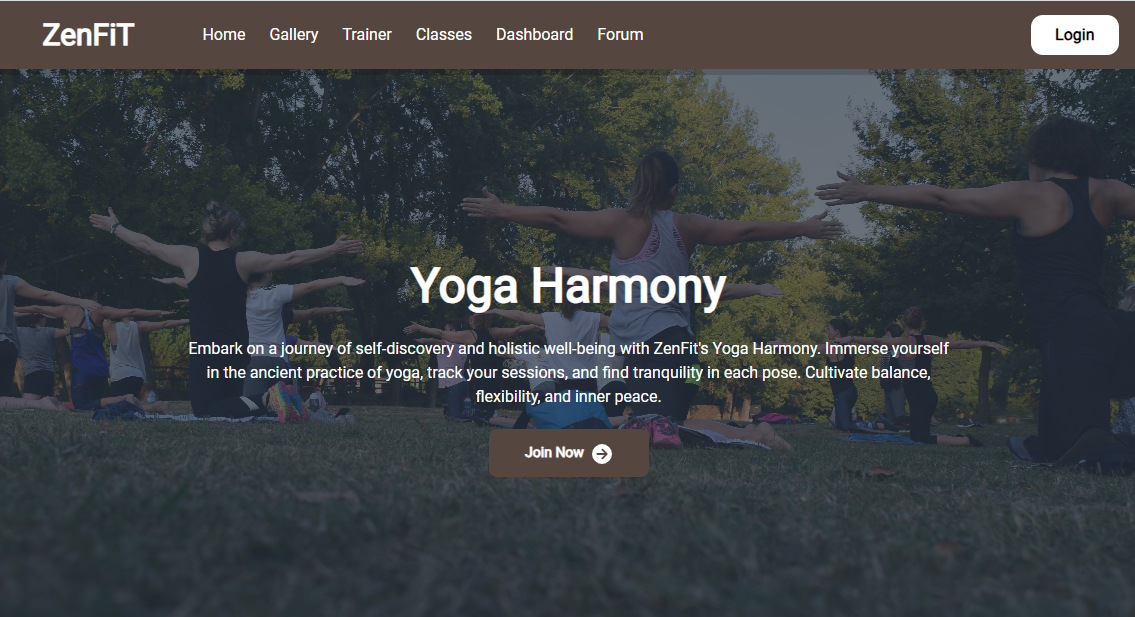 ZenFiT
Home Gallery Trainer Classes Dashboard Forum
Login
Yoga Harmony
Embark on a journey of self-discovery and holistic well-being with ZenFit's Yoga Harmony. Immerse yourself
in the ancient practice of yoga, track your sessions, and find tranquility in each pose. Cultivate balance,
flexibility, and inner peace.
Join Now